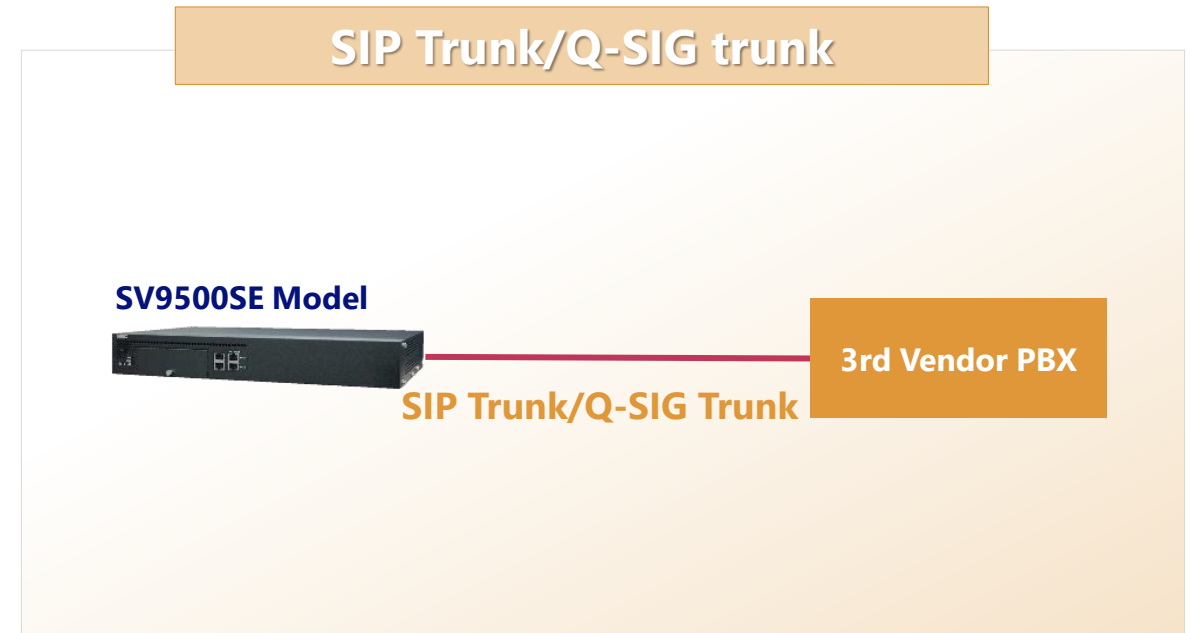 SIP Trunk/Q-SIG trunk
SV9500SE Model
3rd Vendor PBX
SIP Trunk/Q-SIG Trunk